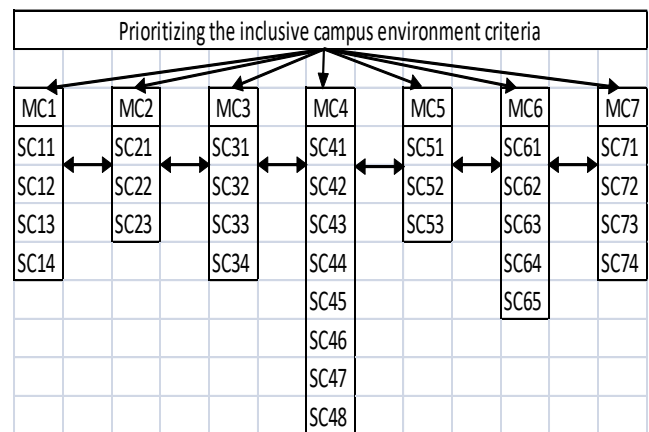 Prioritizing the inclusive campus environment criteria
MC1 MC2 MC3 MC4 MC5 MC6 MC7
SC11 SC21 SC31 SC41 SC51 SC61 SC71
SC12 SC22 SC32 SC42 SC52 SC62 SC72
SC13 SC23 SC33 SC43 SC53 SC63 SC73
SC14 SC34 SC44 SC64 SC74
SC45 SC65
SC46
SC47
SC48